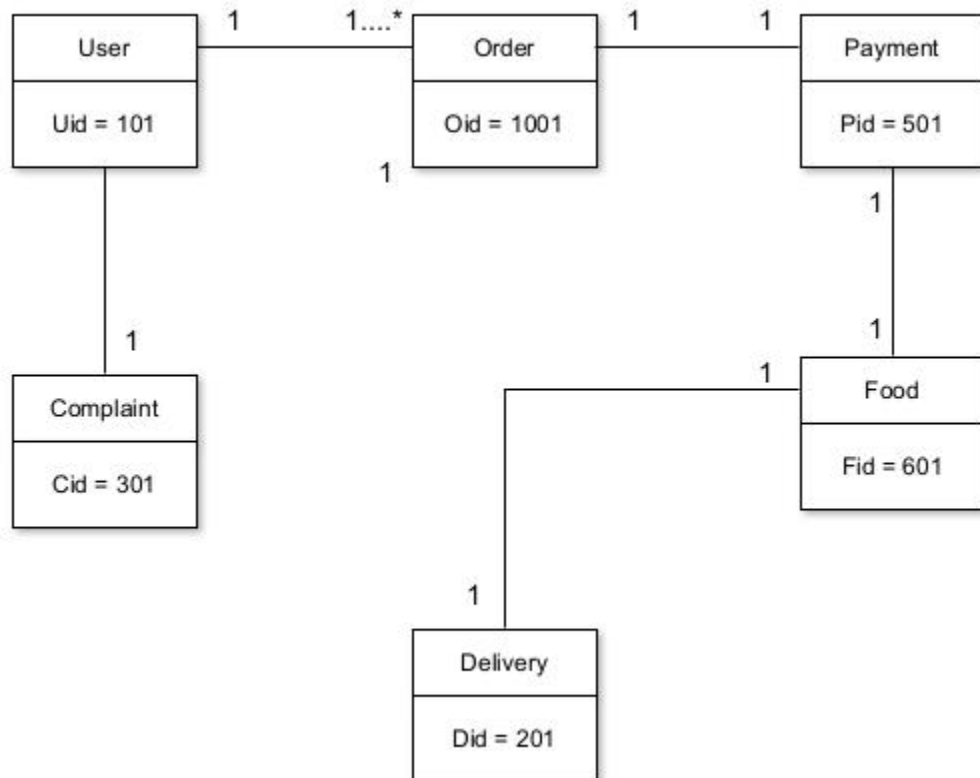 1 1....* 1 1
User Order Payment
Uid = 101 Oid = 1001 Pid = 501
1
1
1
1
1
Complaint Food
Cid = 301 Fid = 601
1
Delivery
Did = 201